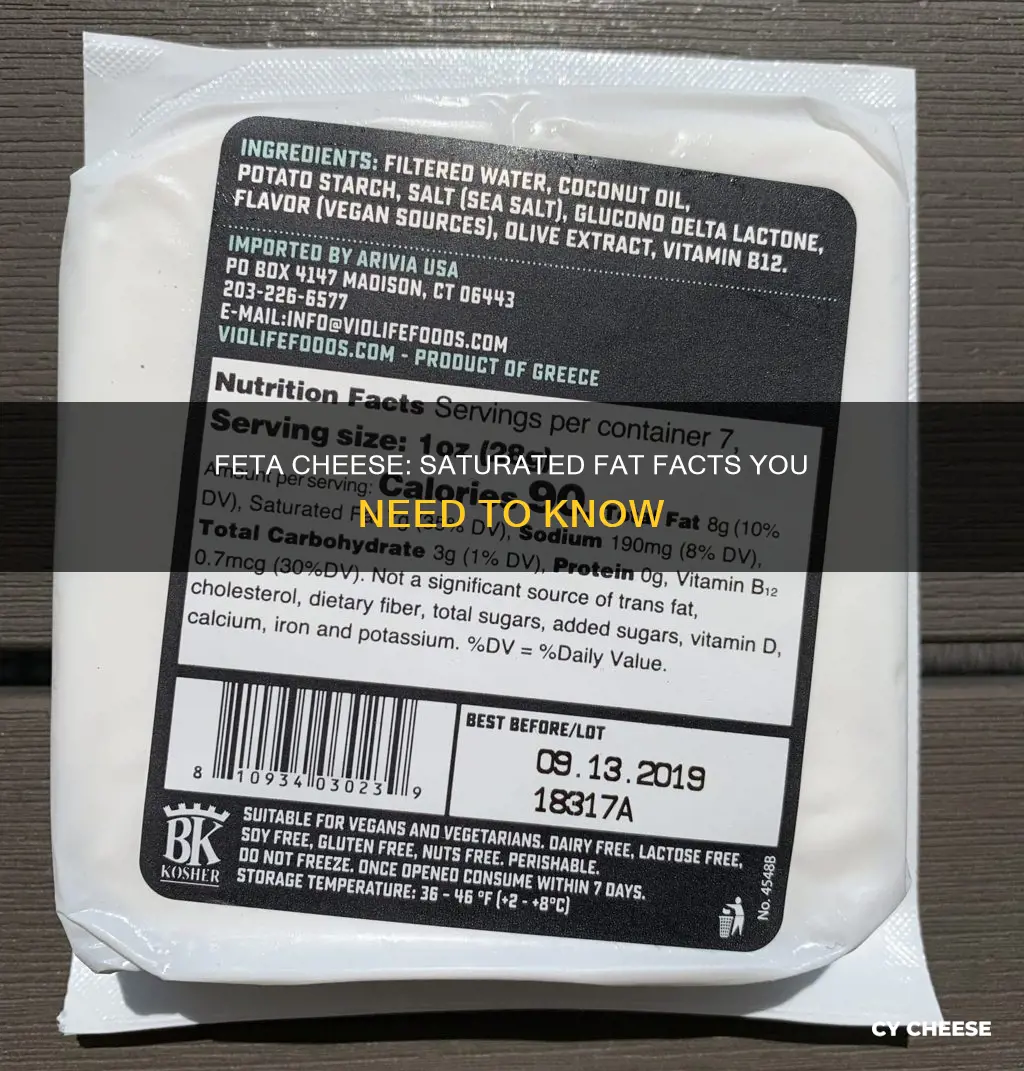 INGREDIENTS: FILTERED WATER, COCONUT OIL,
POTATO STARCH, SALT (SEA SALT), GLUCONO DELTA LACTONE,
FLAVOR (VEGAN SOURCES), OLIVE EXTRACT, VITAMIN B12.
IMPORTED BY ARIVIA USA
PO BOX 4147 MADISON, CT 06443
203-226-6577
E-MAIL:INFO@VIOLIFEFOODS.COM
VIOLIFEFOODS.COM - PRODUCT OF GREECE
Nutrition Facts Servings per container 7,
Serving size: 1oz (28g)
FETA CHEESE: SATURATED FAT FACTS YOU
Amount per serving: Calories 90 Fat 8g (10%
NEED TO KNOW
DV), Saturated (35% DV), Sodium 190mg (8% DV),
Total Carbohydrate 3g (1% DV), Protein 0g, Vitamin B12
0.7mcg (30%DV). Not a significant source of trans fat,
cholesterol, dietary fiber, total sugars, added sugars, vitamin D,
calcium, iron and potassium. %DV = %Daily Value.
BEST BEFORE/LOT
09.13.2019
18317A
8 10934 03023 9
BK
KOSHER
SUITABLE FOR VEGANS AND VEGETARIANS. DAIRY FREE, LACTOSE FREE,
SOY FREE, GLUTEN FREE, NUTS FREE. PERISHABLE.
DO NOT FREEZE. ONCE OPENED CONSUME WITHIN 7 DAYS.
STORAGE TEMPERATURE: 36 - 46 °F (+2 - +8°C)
No. 4548B
CY CHEESE